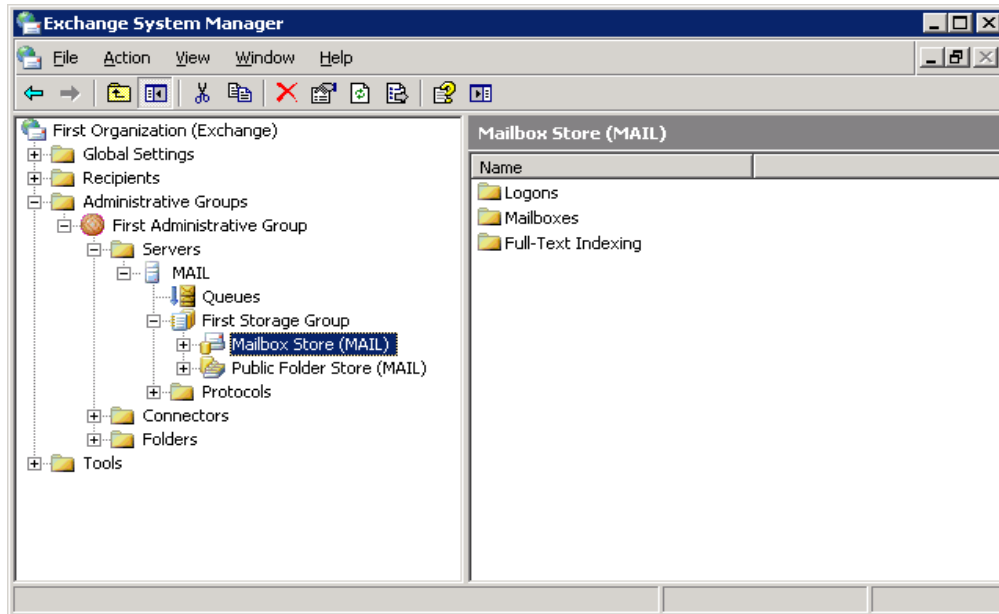 Exchange System Manager
File Action View Window Help
First Organization (Exchange)
Global Settings
Recipients
Administrative Groups
First Administrative Group
Servers
MAIL
Queues
First Storage Group
Mailbox Store (MAIL)
Public Folder Store (MAIL)
Protocols
Connectors
Folders
Tools
Mailbox Store (MAIL)
Name
Logons
Mailboxes
Full-Text Indexing